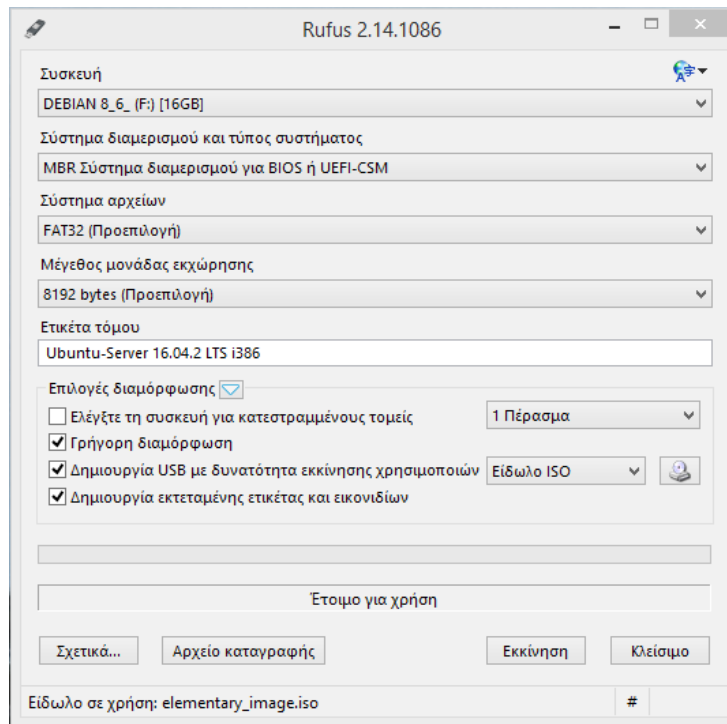 Rufus 2.14.1086
Συσκευή
DEBIAN 8_6_ (F:) [16GB]
Σύστημα διαμερισμού και τύπος συστήματος
MBR Σύστημα διαμερισμού για BIOS ή UEFI-CSM
Σύστημα αρχείων
FAT32 (Προεπιλογή)
Μέγεθος μονάδας εκχώρησης
8192 bytes (Προεπιλογή)
Ετικέτα τόμου
Ubuntu-Server 16.04.2 LTS i386
Επιλογές διαμόρφωσης
Ελέγξτε τη συσκευή για κατεστραμμένους τομείς 1 Πέρασμα
Γρήγορη διαμόρφωση
Δημιουργία USB με δυνατότητα εκκίνησης χρησιμοποιών Είδωλο ISO
Δημιουργία εκτεταμένης ετικέτας και εικονιδίων
Έτοιμο για χρήση
Σχετικά... Αρχείο καταγραφής Εκκίνηση Κλείσιμο
Είδωλο σε χρήση: elementary_image.iso #